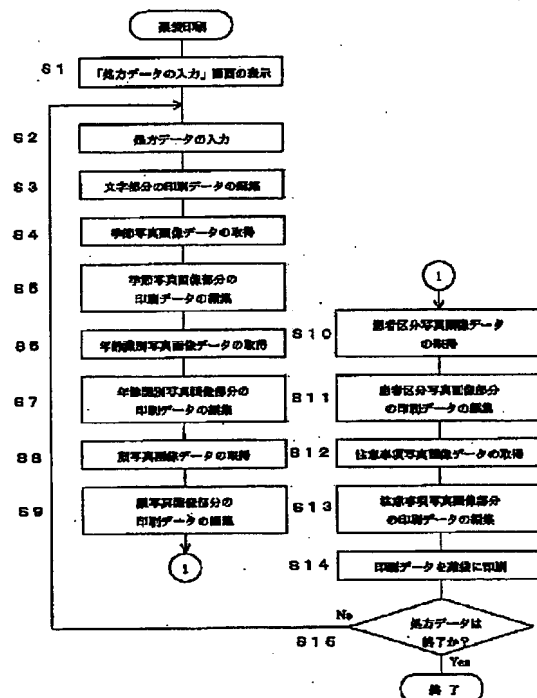 薬袋印刷
S1
「処方データの入力」画面の表示
S2
処方データの入力
S3
文字部分の印刷データの編集
S4
季節写真画像データの取得
S5
季節写真画像部分の
印刷データの編集
S6
年齢識別写真画像データの取得
S7
年齢識別写真画像部分の
印刷データの編集
S8
顔写真画像データの取得
S9
顔写真画像部分の
印刷データの編集
1
1
S10
患者区分写真画像データ
の取得
S11
患者区分写真画像部分
の印刷データの編集
S12
注意事項写真画像データの取得
S13
注意事項写真画像部分
の印刷データの編集
S14
印刷データを薬袋に印刷
S15
処方データは
終了か?
No
Yes
終了